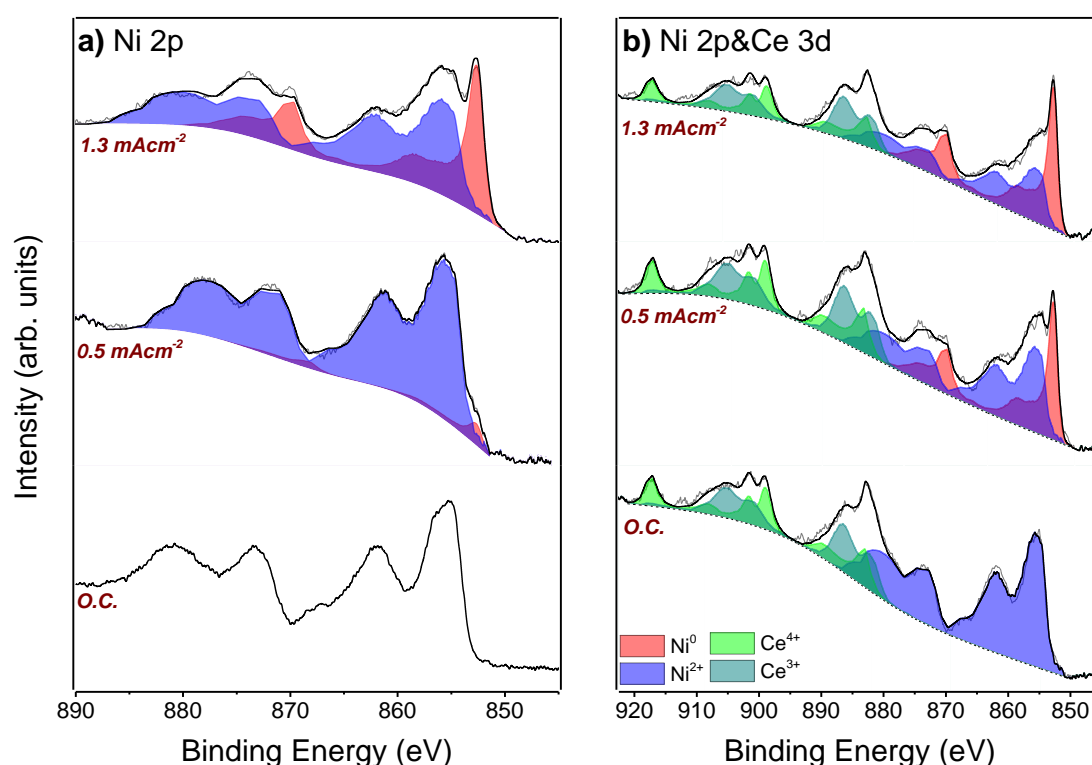 a) Ni 2p
1.3 mAcm-2
0.5 mAcm-2
O.C.
890 880 870 860 850
Binding Energy (eV)
Intensity (arb. units)
b) Ni 2p&Ce 3d
1.3 mAcm-2
0.5 mAcm-2
O.C.
Ni0 Ce4+
Ni2+ Ce3+
920 910 900 890 880 870 860 850
Binding Energy (eV)